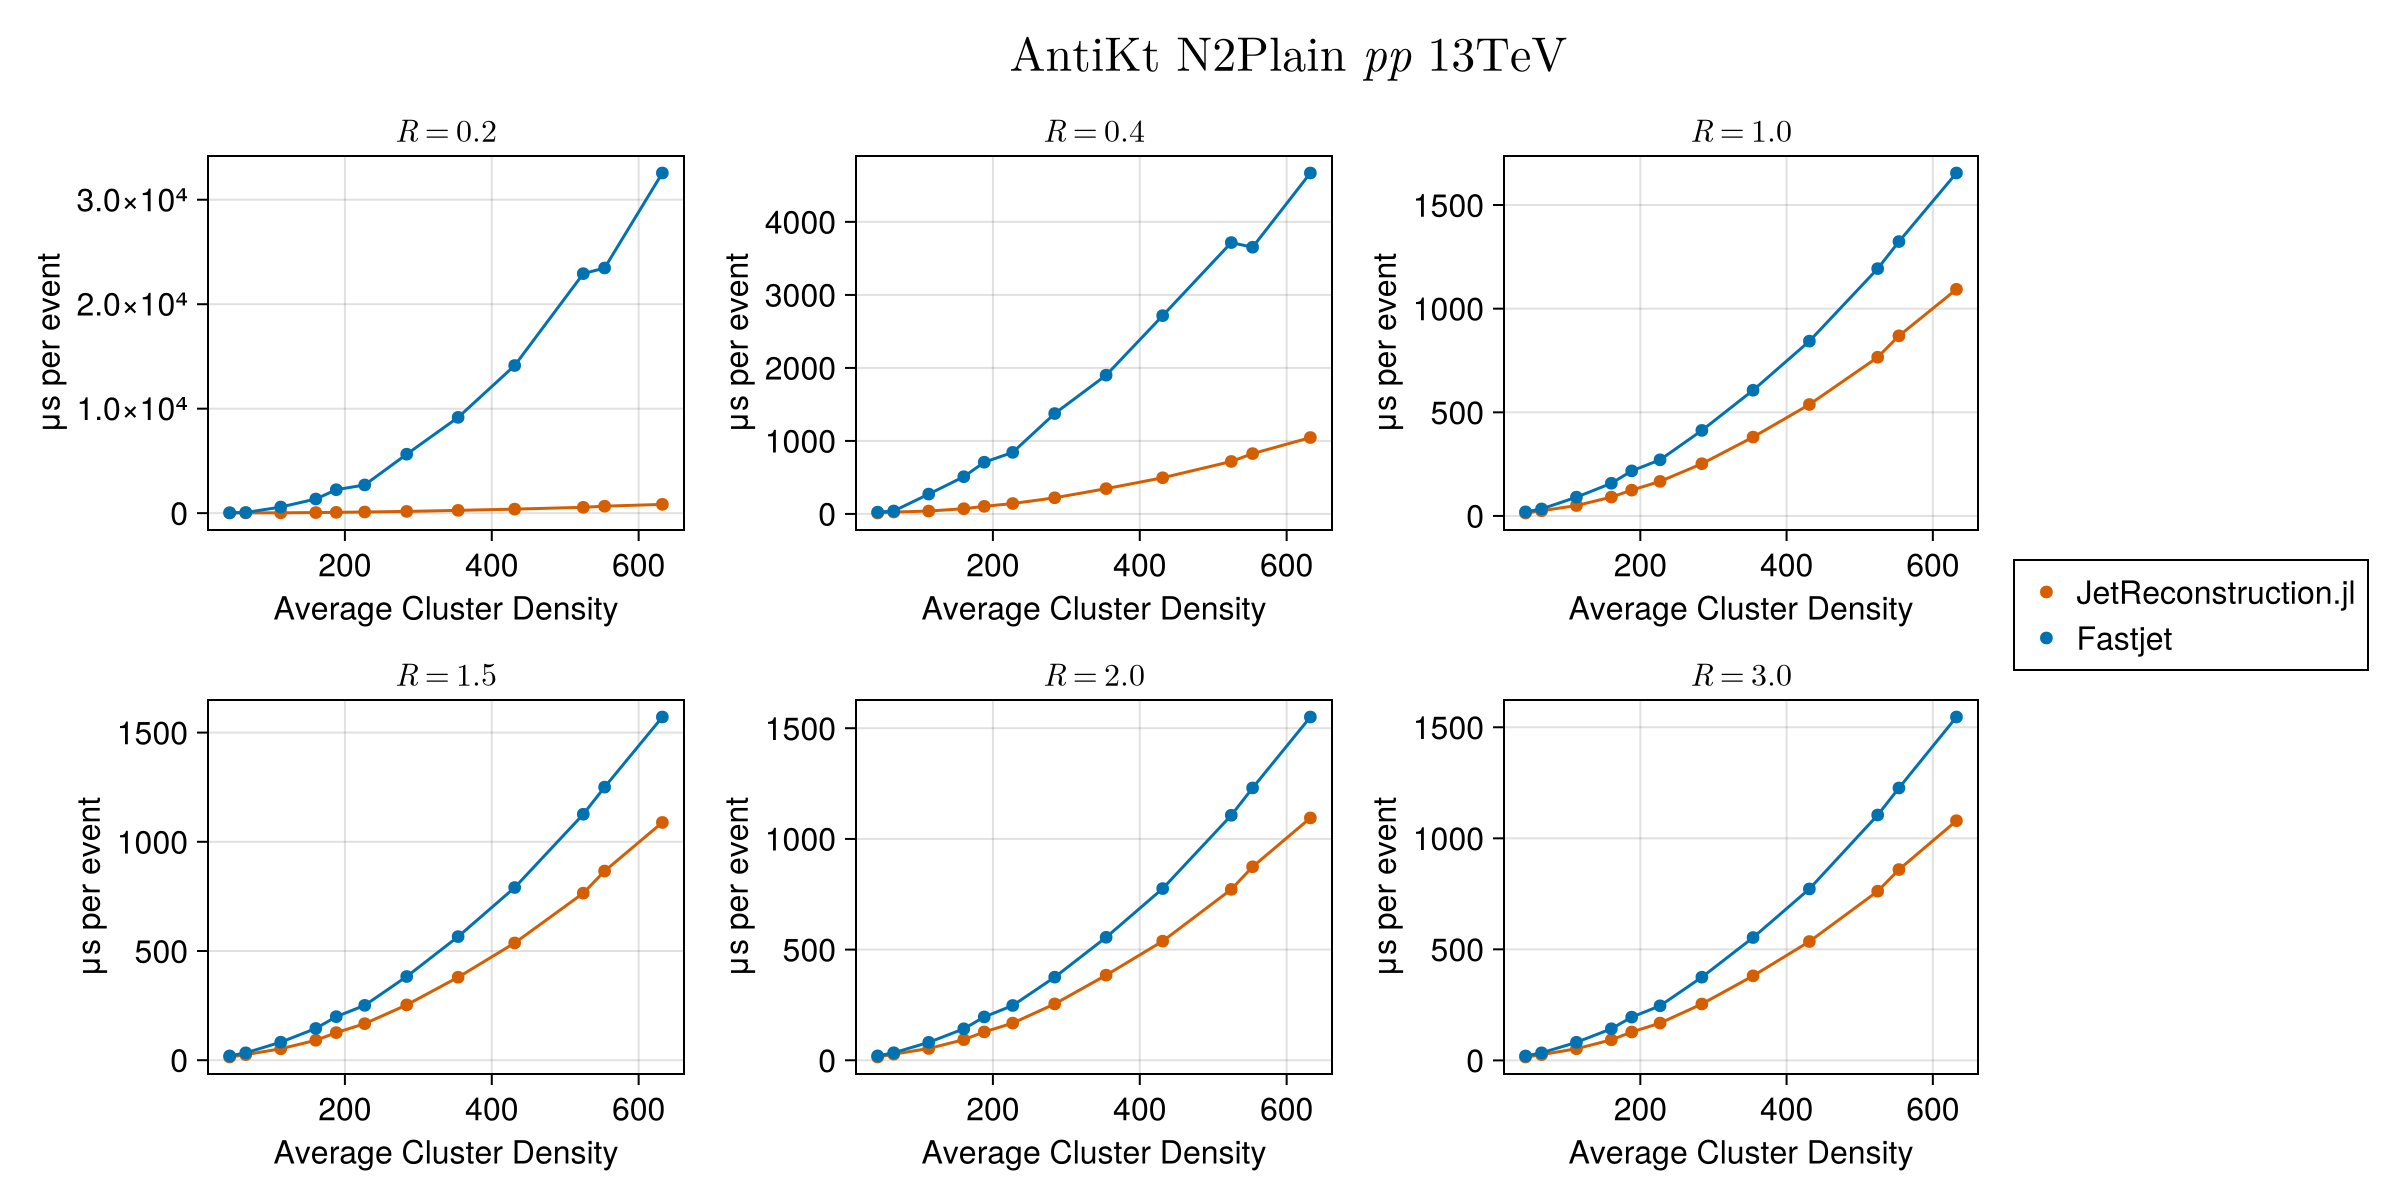 AntiKt N2Plain pp 13TeV
R = 0.2
3.0×10⁴
2.0×10⁴
1.0×10⁴
0
µs per event
200 400 600
Average Cluster Density
R = 0.4
4000
3000
2000
1000
0
µs per event
200 400 600
Average Cluster Density
R = 1.0
1500
1000
500
0
µs per event
200 400 600
Average Cluster Density
JetReconstruction.jl
Fastjet
R = 1.5
1500
1000
500
0
µs per event
200 400 600
Average Cluster Density
R = 2.0
1500
1000
500
0
µs per event
200 400 600
Average Cluster Density
R = 3.0
1500
1000
500
0
µs per event
200 400 600
Average Cluster Density